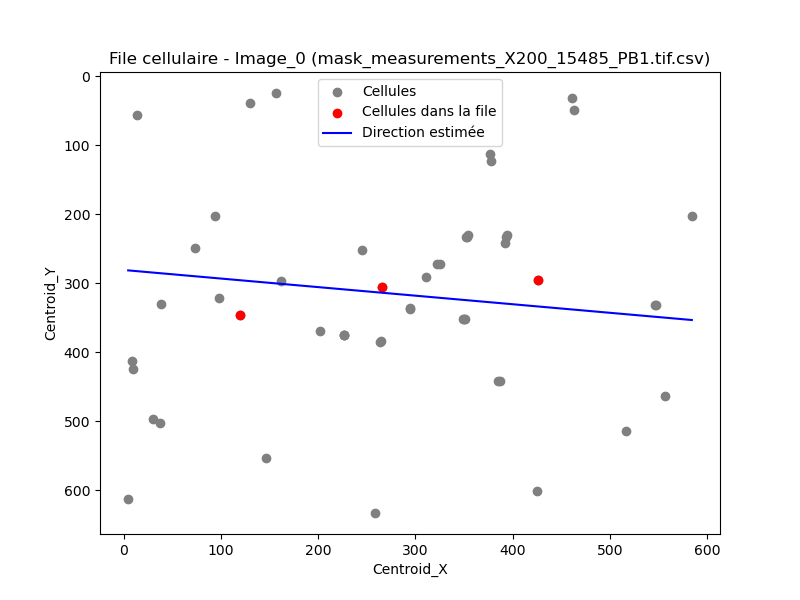 File cellulaire - Image_0 (mask_measurements_X200_15485_PB1.tif.csv)
Cellules
Cellules dans la file
Direction estimée
0
100
200
300
400
500
600
Centroid_Y
0 100 200 300 400 500 600
Centroid_X